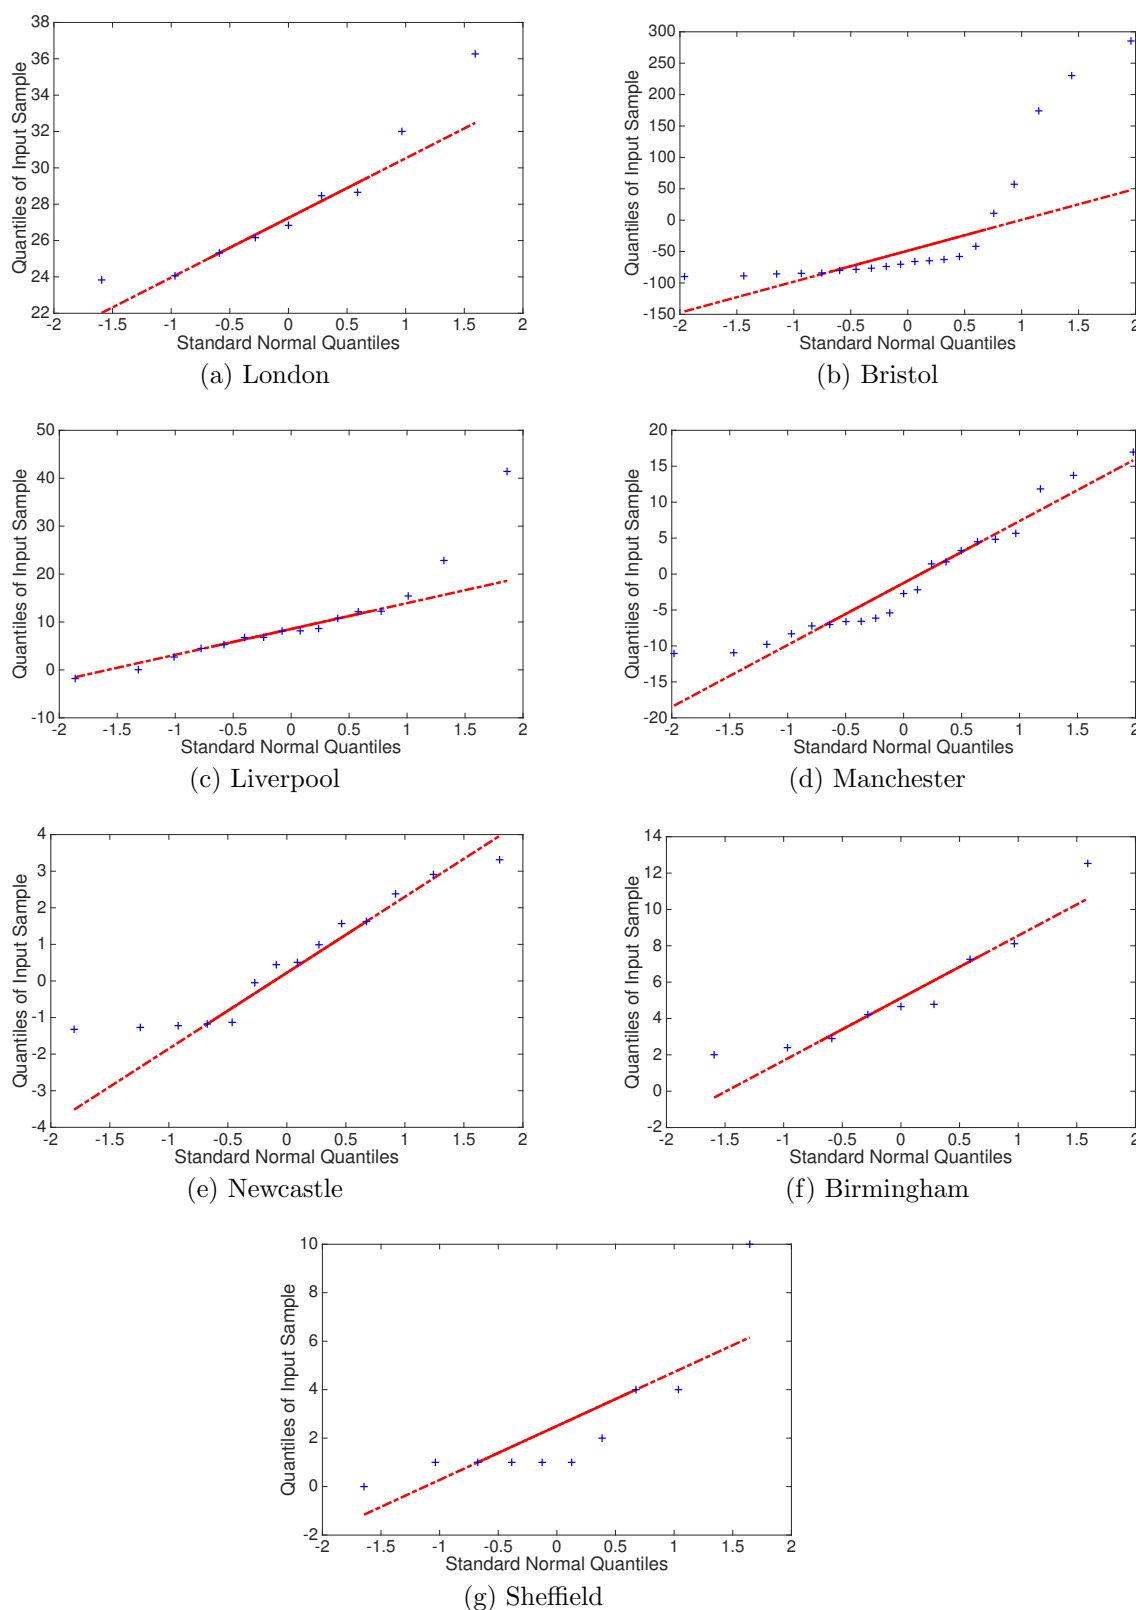 38
36
34
32
30
28
26
24
22
Quantiles of Input Sample
-1.5 -1 -0.5 0 0.5 1 1.5 2
Standard Normal Quantiles
(a) London
300
250
200
150
100
50
0
-50
-100
-150
Quantiles of Input Sample
-2 -1.5 -1 -0.5 0 0.5 1 1.5 2
Standard Normal Quantiles
(b) Bristol
50
40
30
20
10
0
-10
Quantiles of Input Sample
-2 -1.5 -1 -0.5 0 0.5 1 1.5 2
Standard Normal Quantiles
(c) Liverpool
20
15
10
5
0
-5
-10
-15
-20
Quantiles of Input Sample
-2 -1.5 -1 -0.5 0 0.5 1 1.5 2
Standard Normal Quantiles
(d) Manchester
4
3
2
1
0
-1
-2
-3
-4
Quantiles of Input Sample
-2 -1.5 -1 -0.5 0 0.5 1 1.5 2
Standard Normal Quantiles
(e) Newcastle
14
12
10
8
6
4
2
0
-2
Quantiles of Input Sample
-2 -1.5 -1 -0.5 0 0.5 1 1.5 2
Standard Normal Quantiles
(f) Birmingham
10
8
6
4
2
0
-2
Quantiles of Input Sample
-2 -1.5 -1 -0.5 0 0.5 1 1.5 2
Standard Normal Quantiles
(g) Sheffield